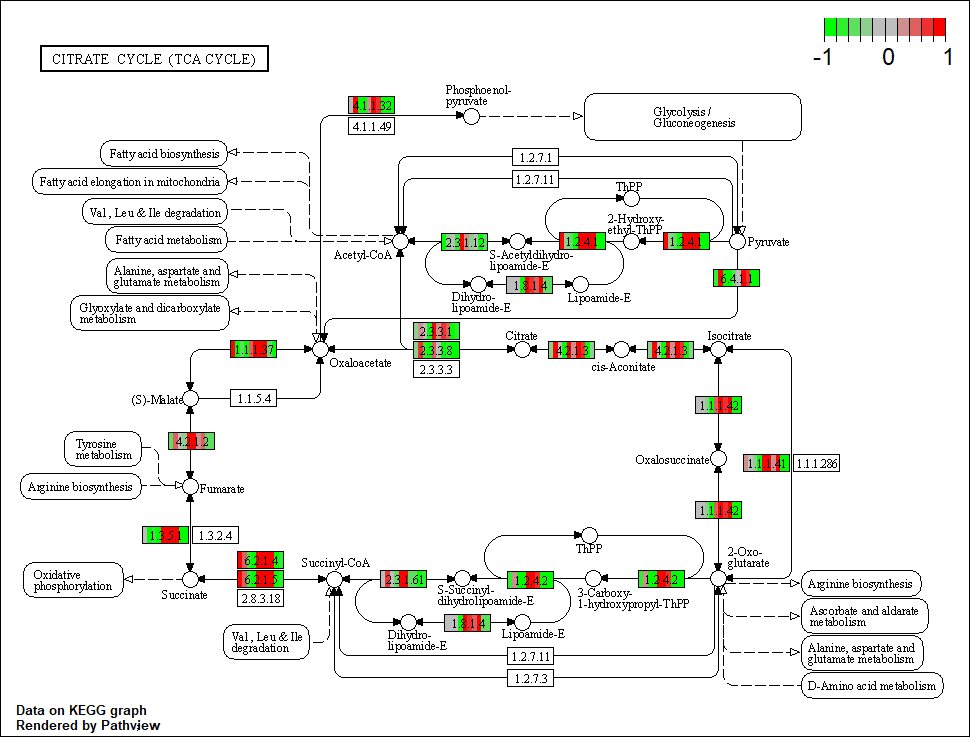 -1 0 1
CITRATE CYCLE (TCA CYCLE)
Phosphoenol-
pyruvate
4.1.1.32
4.1.1.49
Glycolysis /
Gluconeogenesis
Fatty acid biosynthesis
Fatty acid elongation in mitochondria
Val , Leu & Ile degradation
Fatty acid metabolism
Alanine, aspartate and
glutamate metabolism
Glyoxylate and dicarboxylate
metabolism
1.2.7.1
1.2.7.11
ThPP
2-Hydroxy-
ethyl-ThPP
Acetyl-CoA
2.3.1.12
S-Acetyldihydro-
lipoamide-E
1.2.4.1
1.2.4.1
Pyruvate
Dihydro-
lipoamide-E
1.8.1.4
Lipoamide-E
6.4.1.1
2.3.3.1
2.3.3.8
2.3.3.3
Citrate
4.2.1.3
cis-Aconitate
4.2.1.3
Isocitrate
1.1.1.37
Oxaloacetate
(S)-Malate
1.1.5.4
1.1.1.42
4.2.1.2
Tyrosine
metabolism
Oxalosuccinate
1.1.1.41
1.1.1.286
Arginine biosynthesis
Fumarate
1.1.1.42
1.3.5.1
1.3.2.4
ThPP
2-Oxo-
glutarate
6.2.1.4
6.2.1.5
2.8.3.18
Succinyl-CoA
Oxidative
phosphorylation
Succinate
2.3.1.61
S-Succinyl-
dihydrolipoamide-E
1.2.4.2
3-Carboxy-
1-hydroxypropyl-ThPP
1.2.4.2
Arginine biosynthesis
Ascorbate and aldarate
metabolism
Val , Leu & Ile
degradation
Dihydro-
lipoamide-E
1.8.1.4
Lipoamide-E
1.2.7.11
1.2.7.3
Alanine, aspartate and
glutamate metabolism
D-Amino acid metabolism
Data on KEGG graph
Rendered by Pathview